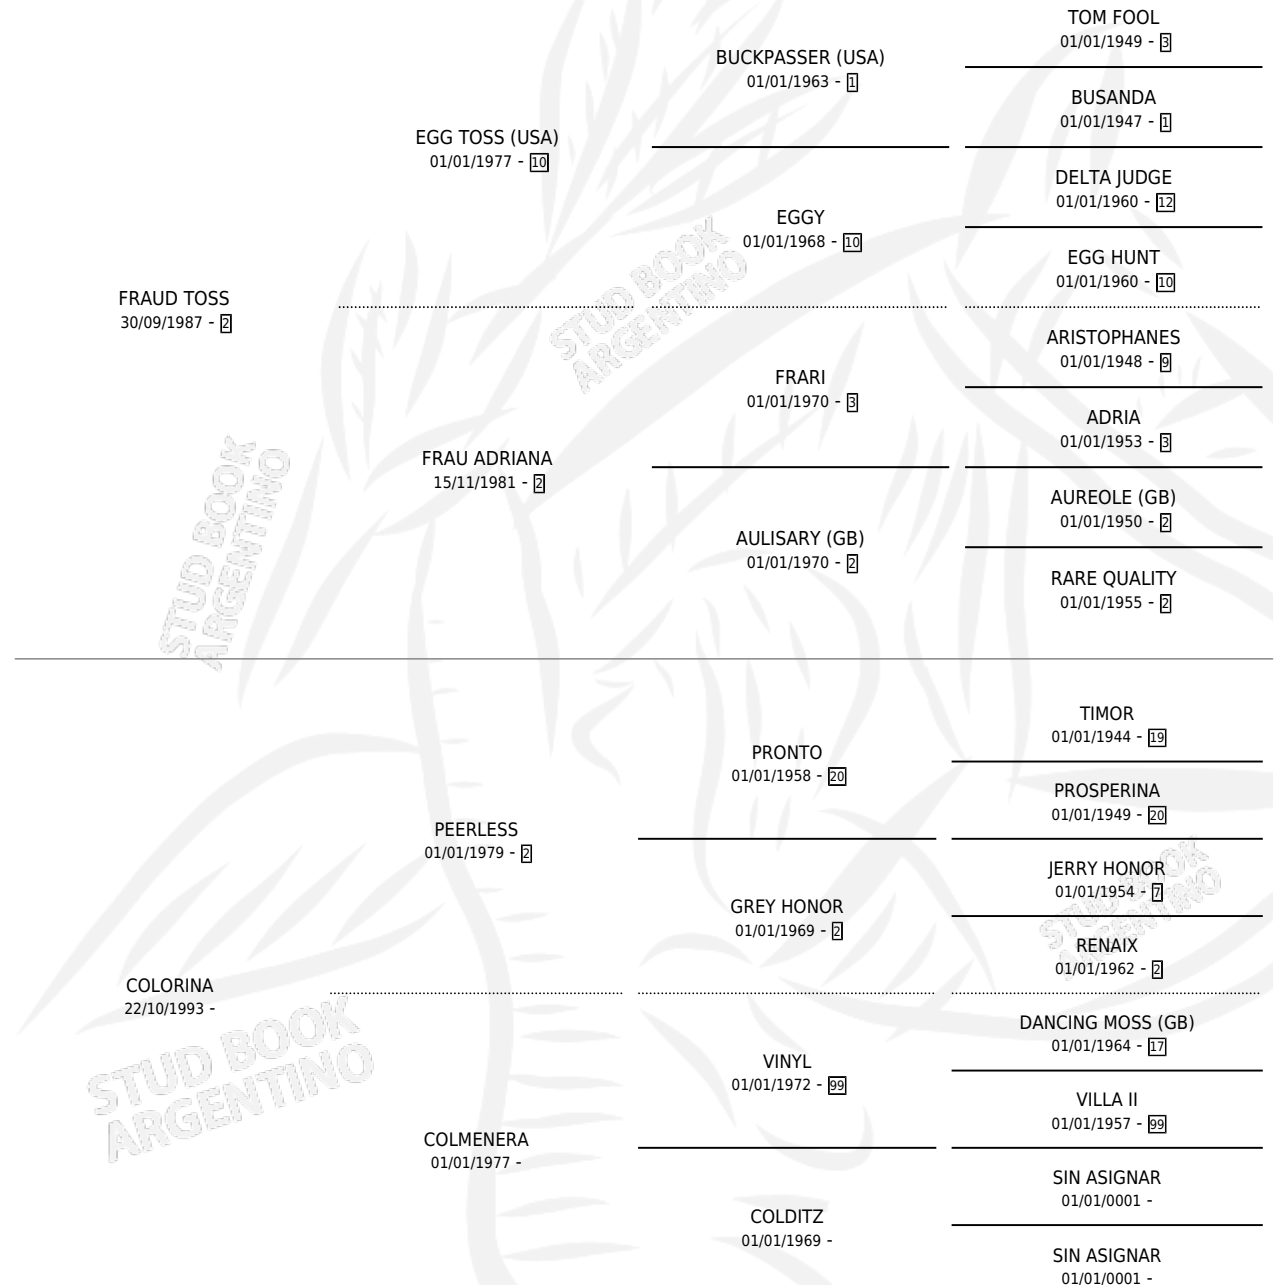 TOM FOOL
01/01/1949 - 3
BUCKPASSER (USA)
01/01/1963 - 1
BUSANDA
01/01/1947 - 1
EGG TOSS (USA)
01/01/1977 - 10
DELTA JUDGE
01/01/1960 - 12
EGGY
01/01/1968 - 10
EGG HUNT
01/01/1960 - 10
FRAUD TOSS
30/09/1987 - 2
ARISTOPHANES
01/01/1948 - 9
FRARI
01/01/1970 - 3
ADRIA
01/01/1953 - 3
FRAU ADRIANA
15/11/1981 - 2
AUREOLE (GB)
01/01/1950 - 2
AULISARY (GB)
01/01/1970 - 2
RARE QUALITY
01/01/1955 - 2
TIMOR
01/01/1944 - 19
PRONTO
01/01/1958 - 20
PROSPERINA
01/01/1949 - 20
PEERLESS
01/01/1979 - 2
JERRY HONOR
01/01/1954 - 7
GREY HONOR
01/01/1969 - 2
RENAIX
01/01/1962 - 2
COLORINA
22/10/1993 -
DANCING MOSS (GB)
01/01/1964 - 17
VINYL
01/01/1972 - 99
VILLA II
01/01/1957 - 99
COLMENERA
01/01/1977 -
SIN ASIGNAR
01/01/0001 -
COLDITZ
01/01/1969 -
SIN ASIGNAR
01/01/0001 -
STUD BOOK
ARGENTINO
STUD BOOK
ARGENTINO
STUD BOOK
ARGENTINO
STUD BOOK
ARGENTINO